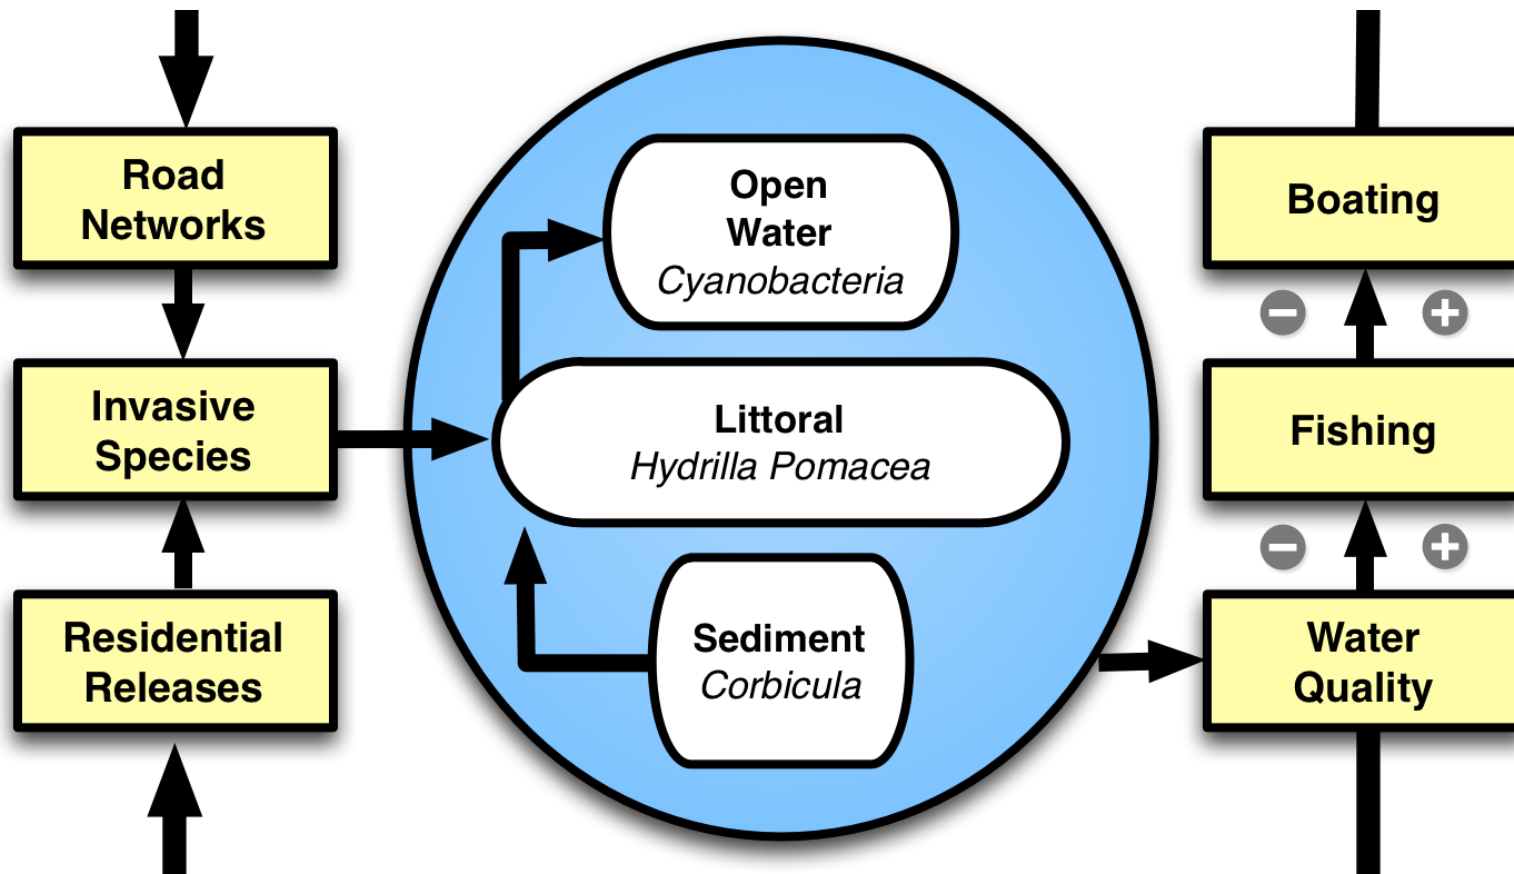 Road
Networks
Invasive
Species
Residential
Releases
Open
Water
Cyanobacteria
Littoral
Hydrilla Pomacea
Sediment
Corbicula
Boating
− +
Fishing
− +
Water
Quality